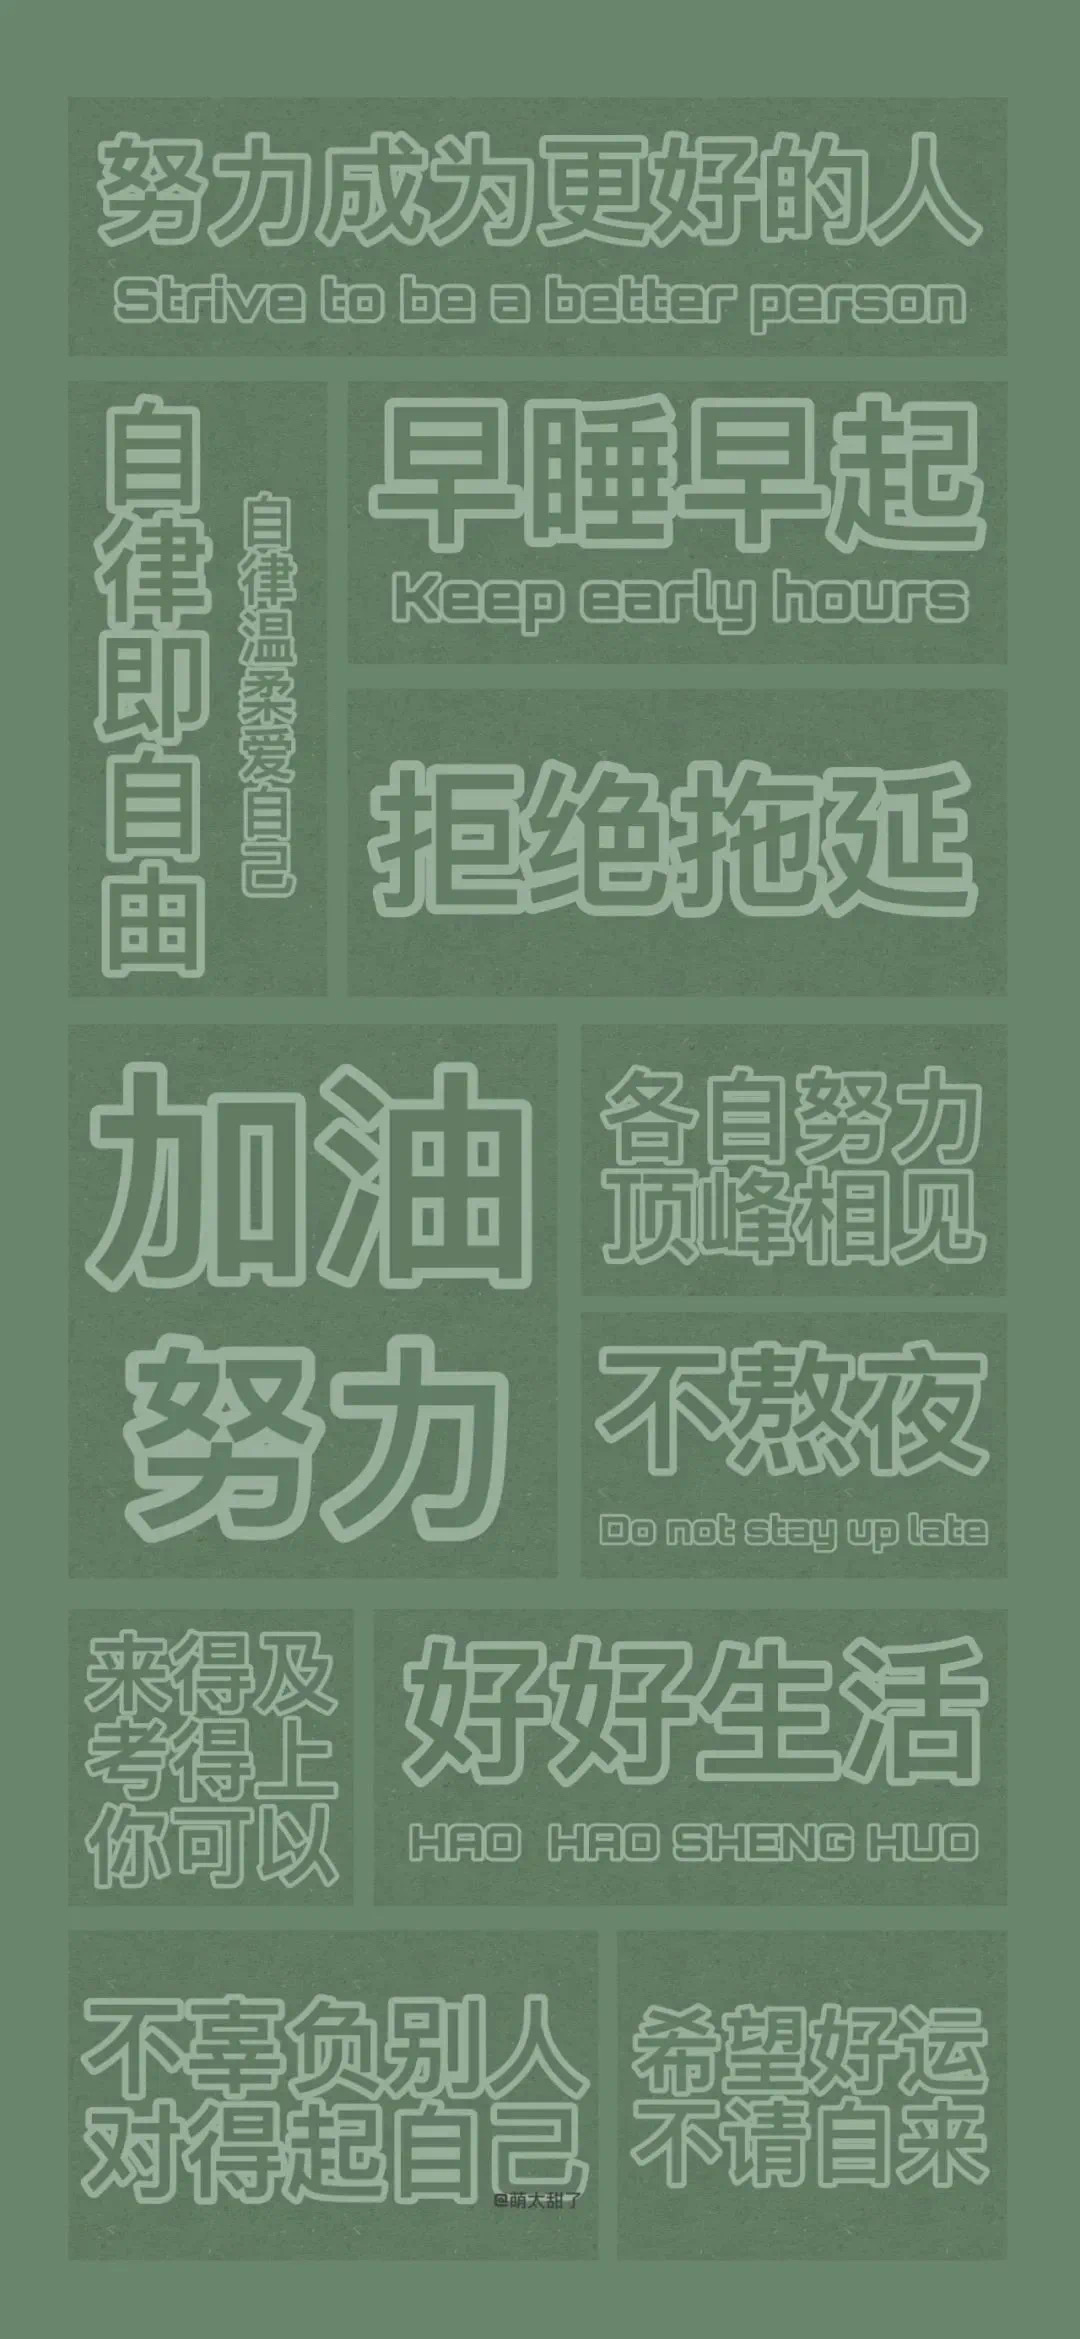 努力成为更好的人
Strive to be a better person
自律即自由
自律温柔爱自己
早睡早起
Keep early hours
拒绝拖延
加油
努力
各自努力
顶峰相见
不熬夜
Do not stay up late
来得及
考得上
你可以
好好生活
HAO HAO SHENG HUO
不辜负别人
对得起自己
@萌太甜了
希望好运
不请自来